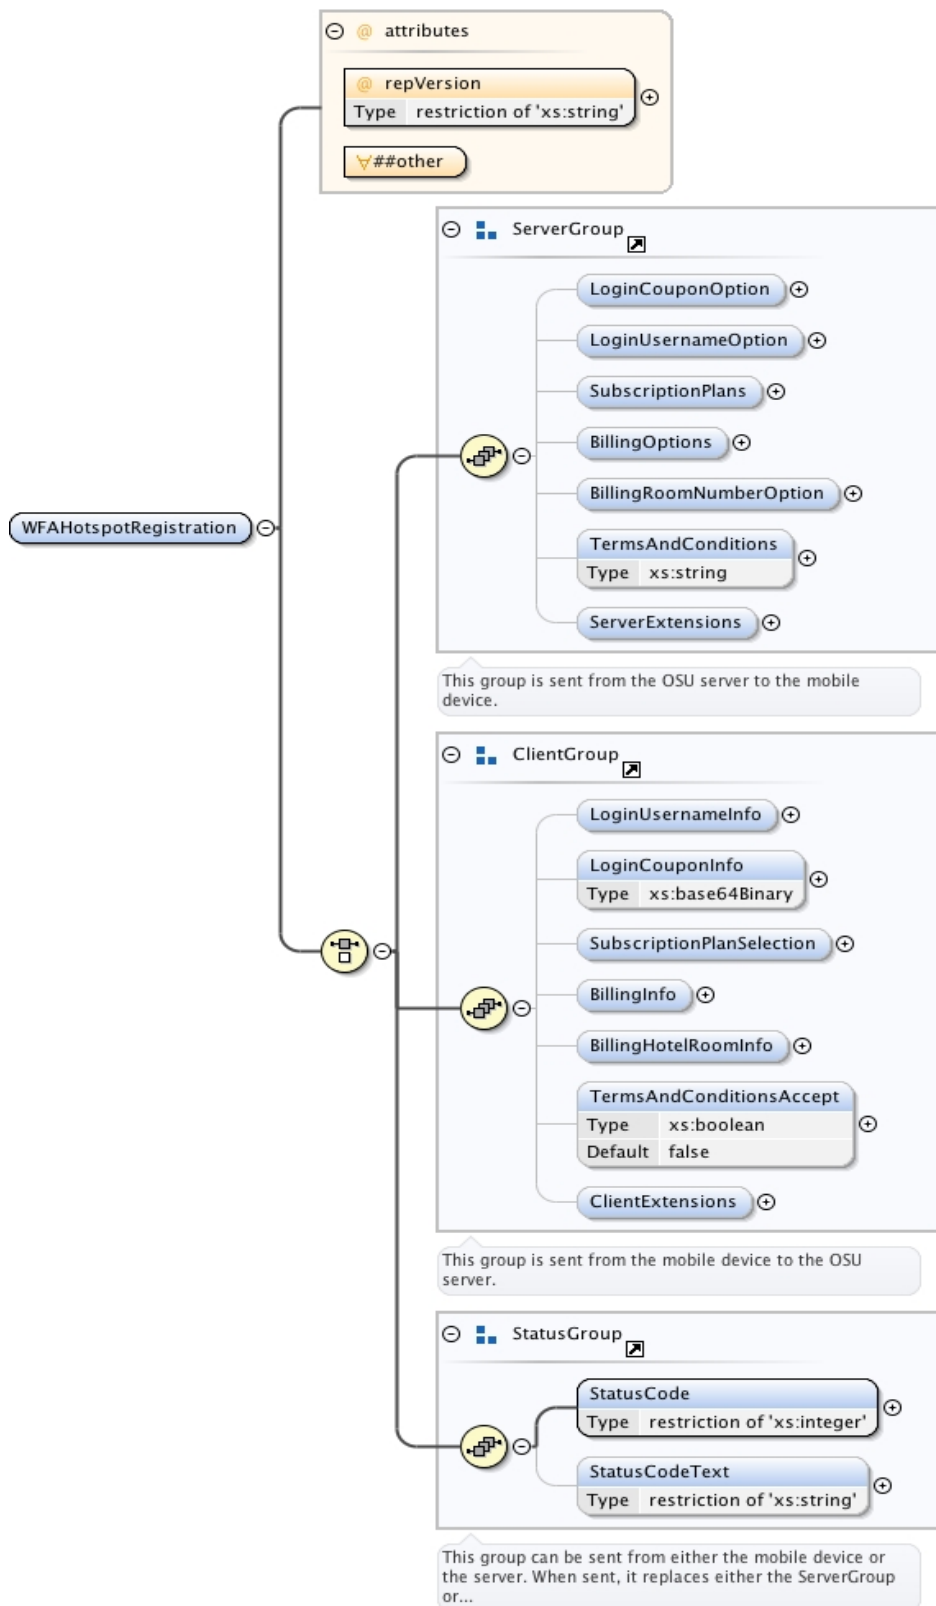 @ attributes
@ repVersion
Type restriction of 'xs:string'
∀##other
ServerGroup
LoginCouponOption
LoginUsernameOption
SubscriptionPlans
BillingOptions
BillingRoomNumberOption
WFAHotspotRegistration
TermsAndConditions
Type xs:string
ServerExtensions
This group is sent from the OSU server to the mobile
device.
ClientGroup
LoginUsernameInfo
LoginCouponInfo
Type xs:base64Binary
SubscriptionPlanSelection
BillingInfo
BillingHotelRoomInfo
TermsAndConditionsAccept
Type xs:boolean
Default false
ClientExtensions
This group is sent from the mobile device to the OSU
server.
StatusGroup
StatusCode
Type restriction of 'xs:integer'
StatusCodeText
Type restriction of 'xs:string'
This group can be sent from either the mobile device or
the server. When sent, it replaces either the ServerGroup
or...